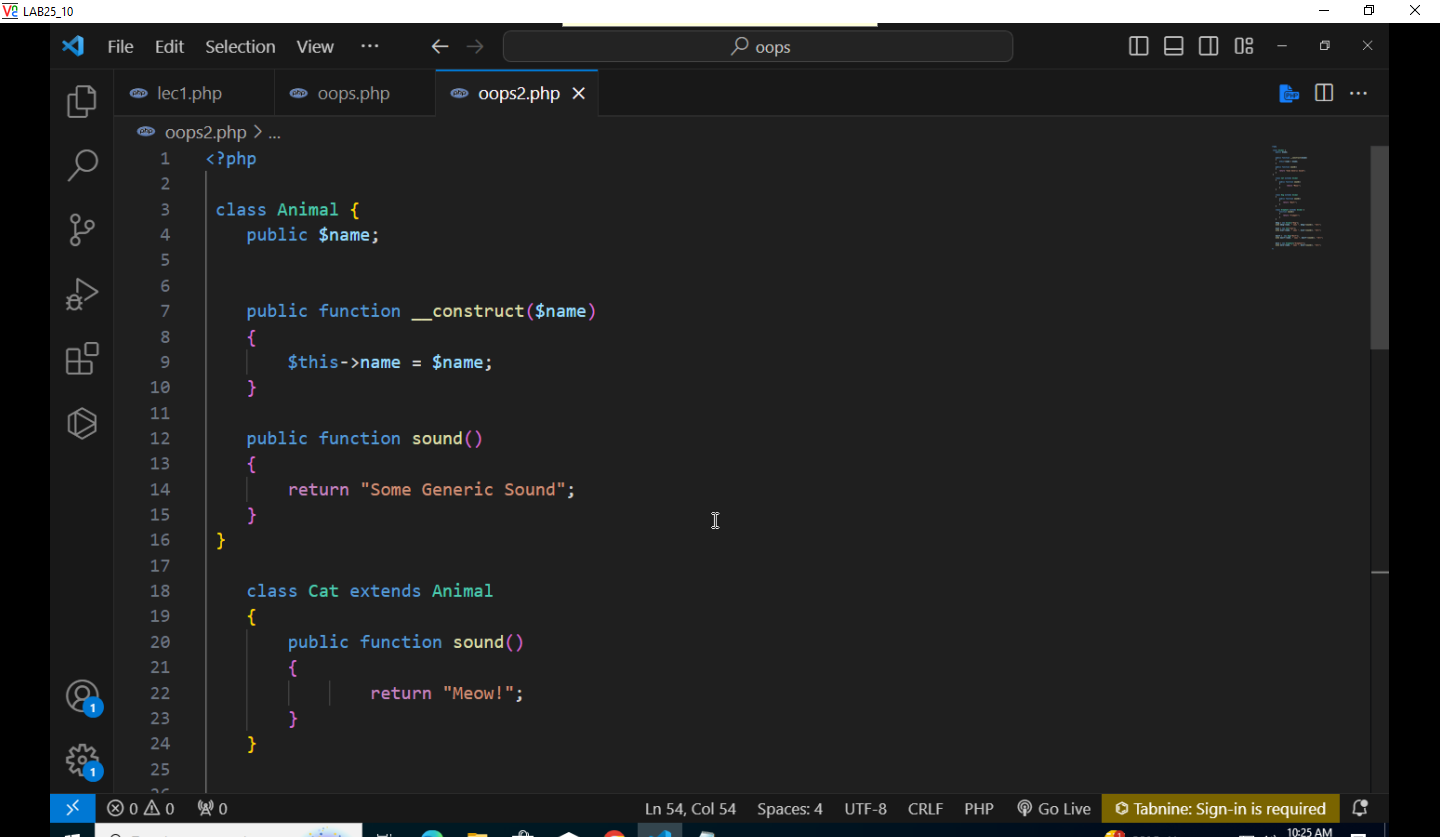 LAB25_10
File Edit Selection View ··· oops
lec1.php oops.php oops2.php
oops2.php > ...
1 <?php
2
3 class Animal {
4 public $name;
5
6
7 public function __construct($name)
8 {
9 $this->name = $name;
10 }
11
12 public function sound()
13 {
14 return "Some Generic Sound";
15 }
16 }
17
18 class Cat extends Animal
19 {
20 public function sound()
21 {
22 return "Meow!";
23 }
24 }
25
1
1
0 0 0 Ln 54, Col 54 Spaces: 4 UTF-8 CRLF PHP Go Live Tabnine: Sign-in is required
10:25 AM